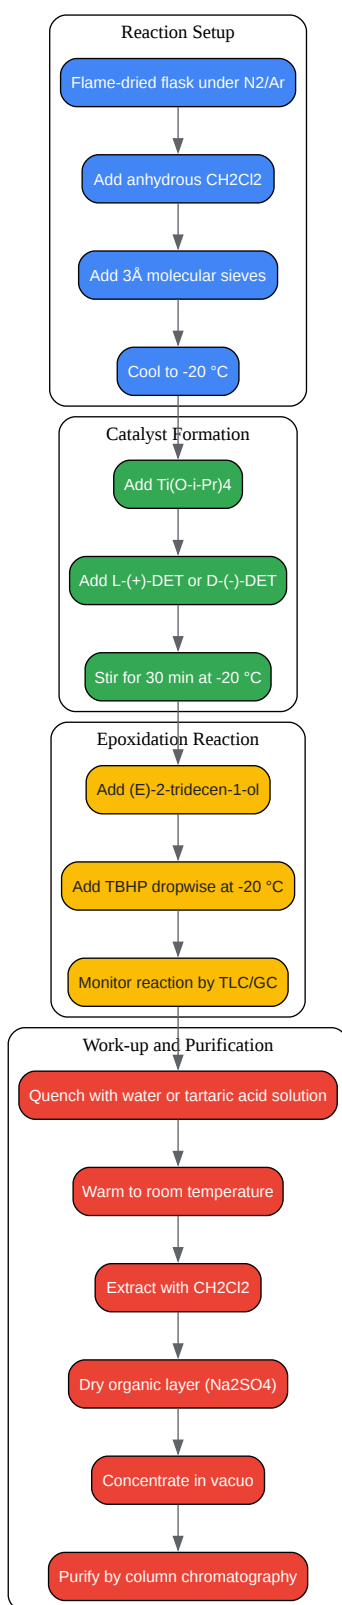 Reaction Setup
Flame-dried flask under N2/Ar
Add anhydrous CH2Cl2
Add 3Å molecular sieves
Cool to -20 °C
Catalyst Formation
Add Ti(O-i-Pr)4
Add L-(+)-DET or D-(-)-DET
Stir for 30 min at -20 °C
Epoxidation Reaction
Add (E)-2-tridecen-1-ol
Add TBHP dropwise at -20 °C
Monitor reaction by TLC/GC
Work-up and Purification
Quench with water or tartaric acid solution
Warm to room temperature
Extract with CH2Cl2
Dry organic layer (Na2SO4)
Concentrate in vacuo
Purify by column chromatography